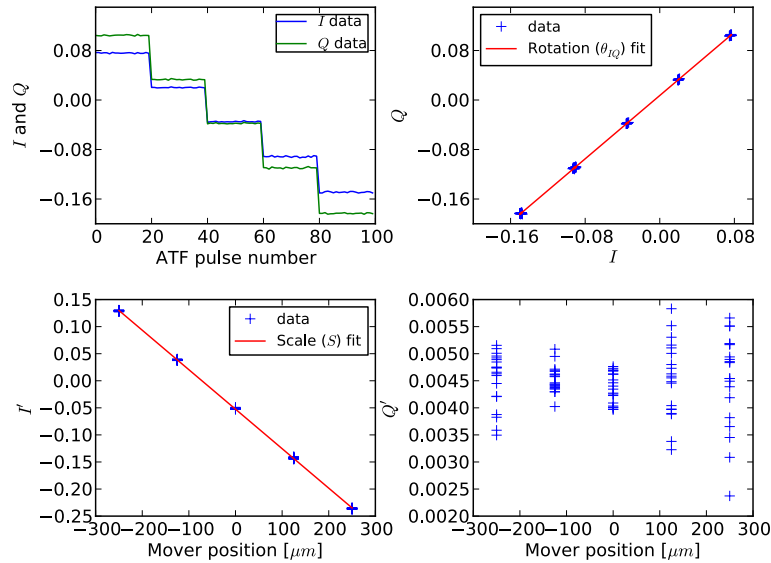 0.08
0.00
−0.08
−0.16
I and Q
I data
Q data
0 20 40 60 80 100
ATF pulse number
0.08
0.00
−0.08
−0.16
Q
data
Rotation (θ_IQ) fit
−0.16 −0.08 0.00 0.08
I
0.15
0.10
0.05
0.00
−0.05
−0.10
−0.15
−0.20
−0.25
I′
data
Scale (S) fit
−300 −200 −100 0 100 200 300
Mover position [μm]
0.0060
0.0055
0.0050
0.0045
0.0040
0.0035
0.0030
0.0025
0.0020
Q′
−300 −200 −100 0 100 200 300
Mover position [μm]